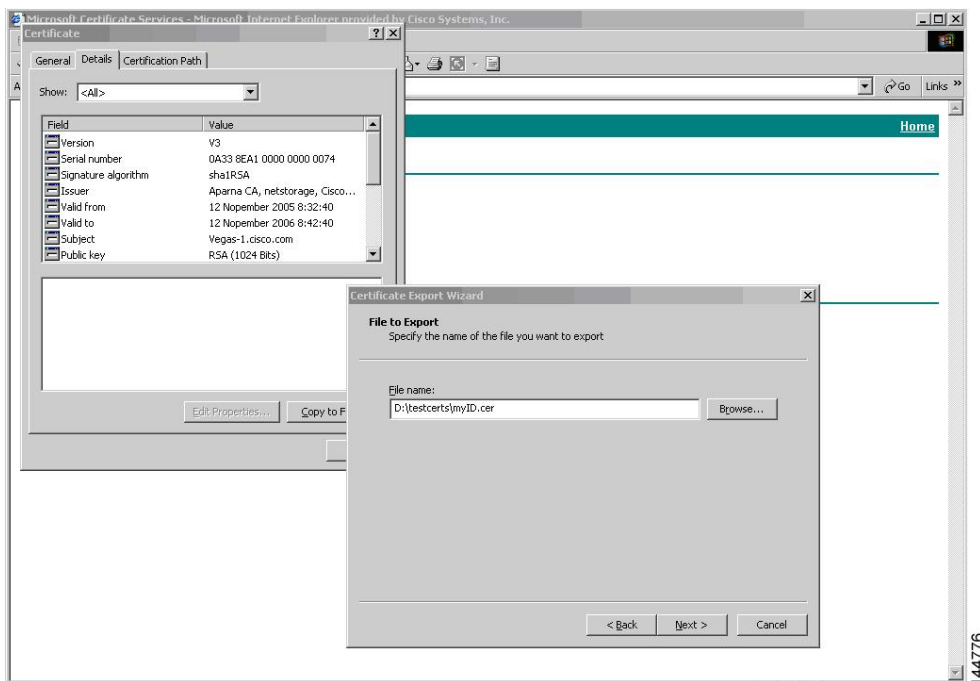 Microsoft Certificate Services - Microsoft Internet Explorer provided by Cisco Systems, Inc.
Certificate
General Details Certification Path
Show: <All>
Go Links »
Home
Field Value
Version V3
Serial number 0A33 8EA1 0000 0000 0074
Signature algorithm sha1RSA
Issuer Aparna CA, netstorage, Cisco...
Valid from 12 Nopember 2005 8:32:40
Valid to 12 Nopember 2006 8:42:40
Subject Vegas-1.cisco.com
Public key RSA (1024 Bits)
Edit Properties... Copy to F
Certificate Export Wizard
File to Export
Specify the name of the file you want to export
File name:
D:\testcerts\myID.cer
Browse...
< Back Next > Cancel
144776